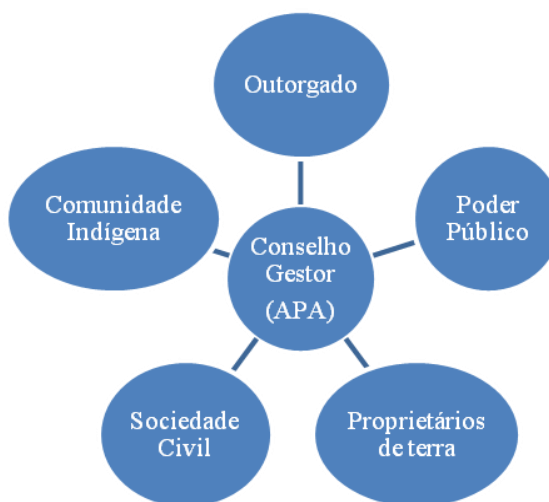 Outorgado
Comunidade
Indígena
Poder
Público
Conselho
Gestor
(APA)
Sociedade
Civil
Proprietários
de terra